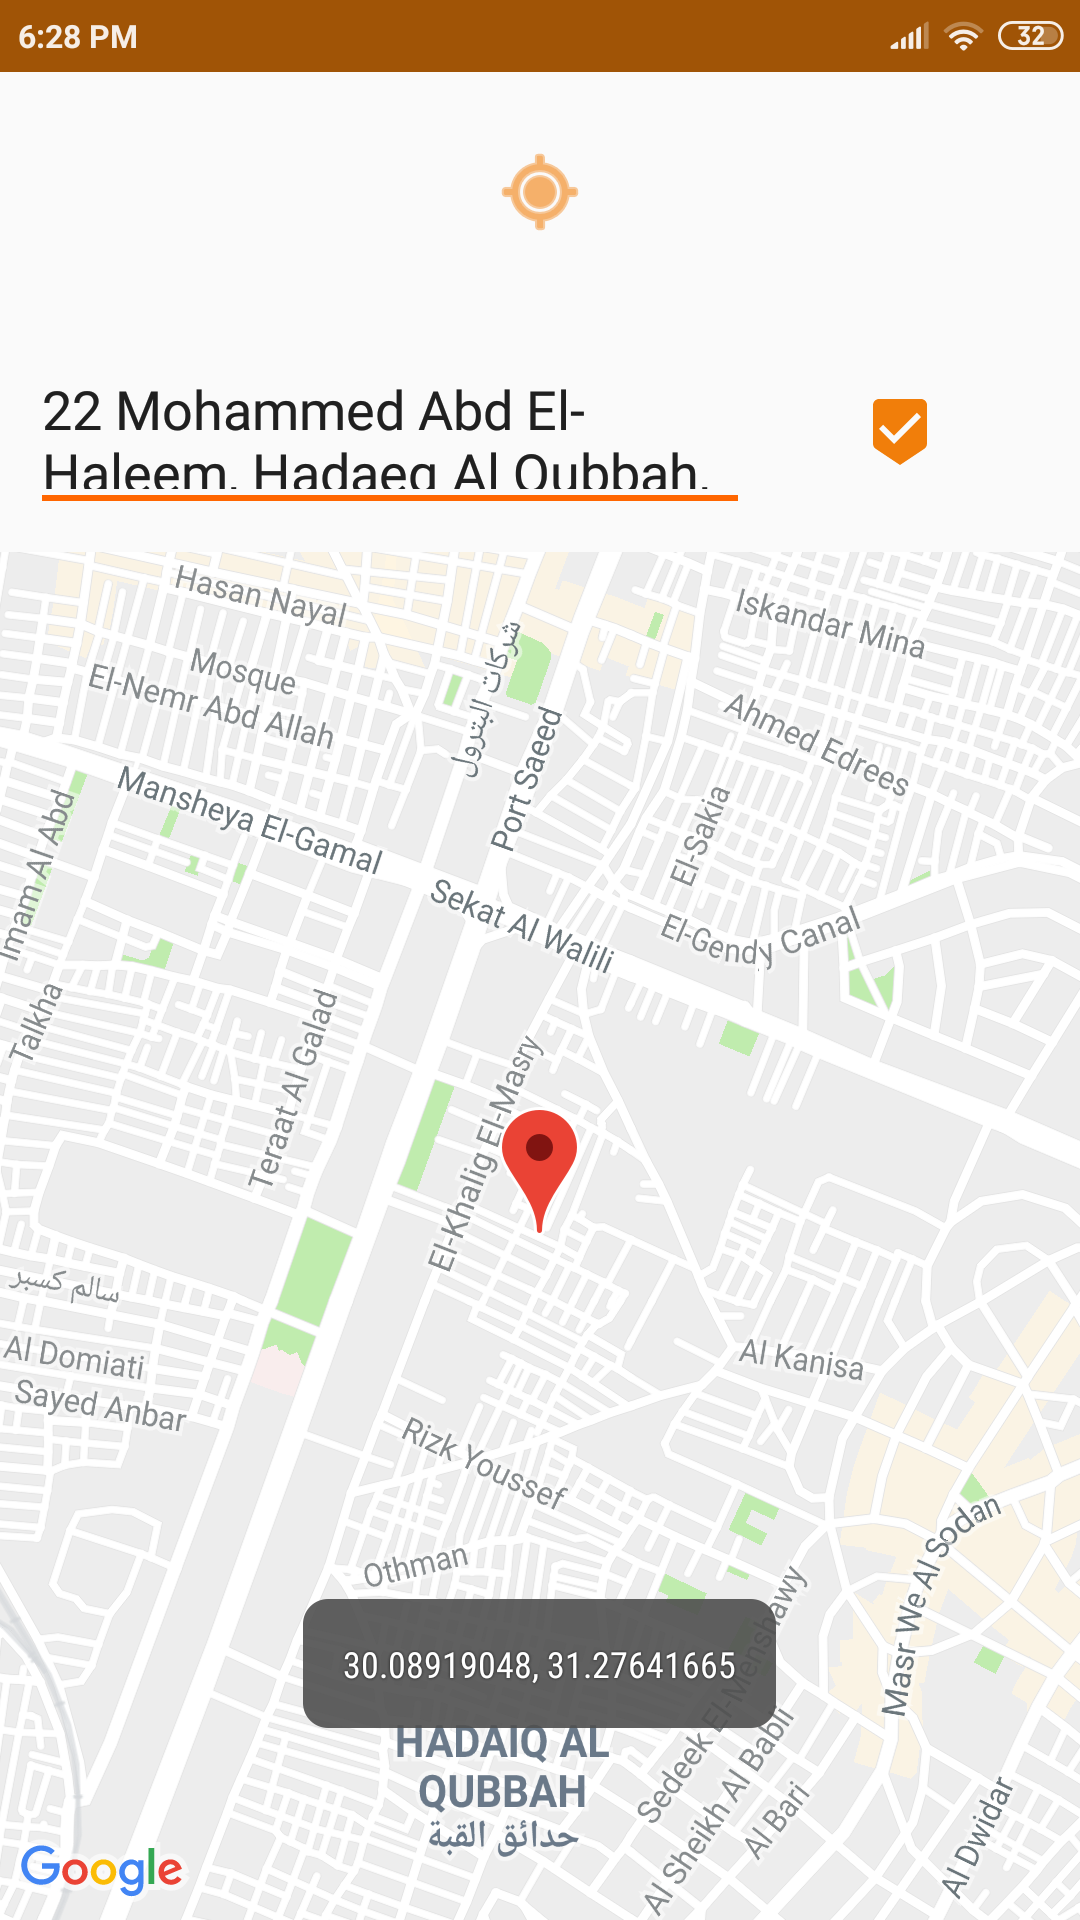 6:28 PM
32
22 Mohammed Abd El-
Haleem, Hadaeq Al Qubbah,
Hasan Nayal
Iskandar Mina
شركات البترول
Mosque
El-Nemr Abd Allah
Ahmed Edrees
Port Saeed
Mansheya El-Gamal
El-Sakia
Imam Al Abd
Sekat Al Walili
El-Gendy Canal
Talkha
Teraat Al Galad
El-Khalig El-Masry
سالم كسبر
Al Domiati
Al Kanisa
Sayed Anbar
Rizk Youssef
Masr We Al Sodan
Othman
Sedeek El-Menshawy
30.08919048, 31.27641665
HADAIQ AL
QUBBAH
حدائق القبة
Al Sheikh Al Babli
Al Bari
Al Dwidar
Google